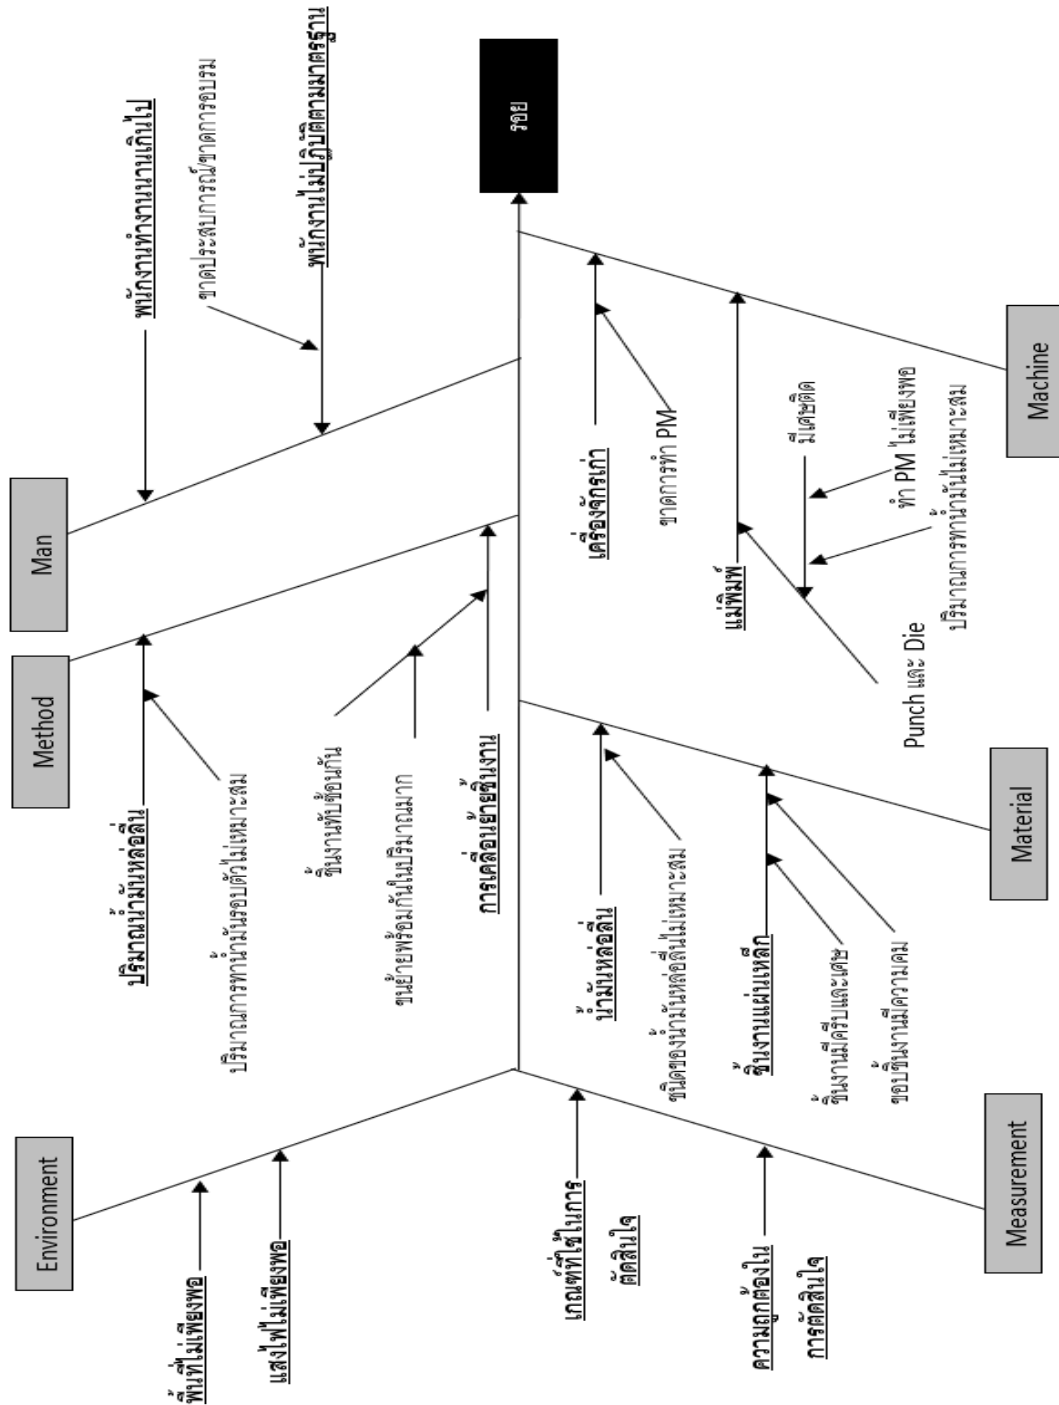 Environment
พื้นที่ไม่เพียงพอ
แสงไฟไม่เพียงพอ
Method
ปริมาณน้ำมันหล่อลื่น
ปริมาณการทาน้ำมันรอบตัวไม่เหมาะสม
ชิ้นงานทับซ้อนกัน
ขนย้ายพร้อมกันในปริมาณมาก
การเคลื่อนย้ายชิ้นงาน
Man
พนักงานทำงานนานเกินไป
ขาดประสบการณ์/ขาดการอบรม
พนักงานไม่ปฏิบัติตามมาตรฐาน
รอย
เกณฑ์ที่ใช้ในการ
ตัดสินใจ
ความถูกต้องใน
การตัดสินใจ
Measurement
น้ำมันหล่อลื่น
ชนิดของน้ำมันหล่อลื่นไม่เหมาะสม
ชิ้นงานแผ่นเหล็ก
ชิ้นงานมีครีบและเศษ
ขอบชิ้นงานมีความคม
Material
เครื่องจักรเก่า
ขาดการทำ PM
แม่พิมพ์
มีเศษติด
ทำ PM ไม่เพียงพอ
ปริมาณการทาน้ำมันไม่เหมาะสม
Punch และ Die
Machine